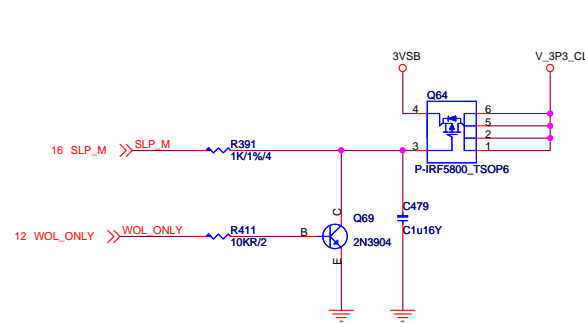 3VSB
V_3P3_CL
Q64
4
6
5
2
3
1
P-IRF5800_TSOP6
16 SLP_M
SLP_M
R391
1K/1%/4
C479
C1u16Y
C
Q69
2N3904
B
E
12 WOL_ONLY
WOL_ONLY
R411
10KR/2